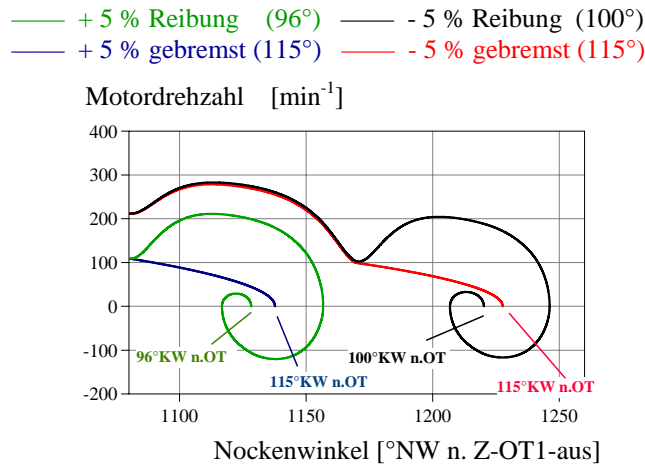 + 5 % Reibung (96°) - 5 % Reibung (100°)
+ 5 % gebremst (115°) - 5 % gebremst (115°)
Motordrehzahl [min⁻¹]
400
300
200
100
0
-100
-200
96°KW n.OT
115°KW n.OT
100°KW n.OT
115°KW n.OT
1100 1150 1200 1250
Nockenwinkel [°NW n. Z-OT1-aus]